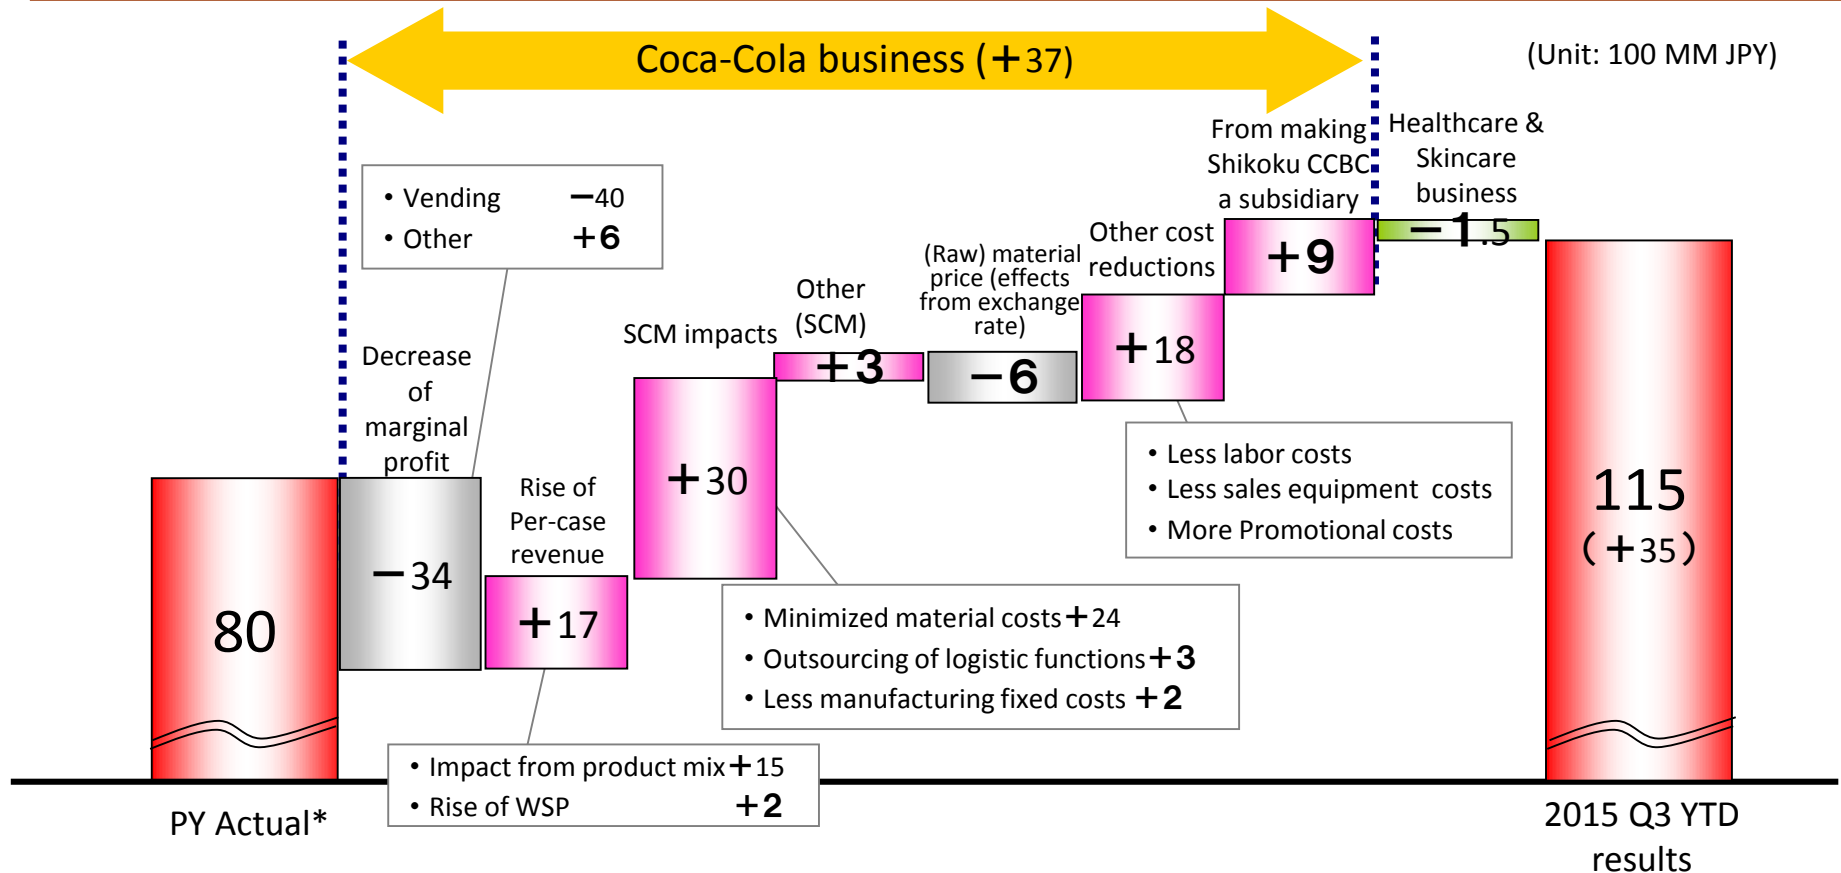 Coca-Cola business (+37)
(Unit: 100 MM JPY)
From making
Shikoku CCBC
a subsidiary
Healthcare &
Skincare
business
• Vending －40
• Other +6
Other cost
reductions
(Raw) material
price (effects
from exchange
rate)
Other
(SCM)
SCM impacts
Decrease
of
marginal
profit
Rise of
Per-case
revenue
80
－34
+17
+30
+3
－6
+18
+9
－1.5
115
(+35)
• Less labor costs
• Less sales equipment costs
• More Promotional costs
• Minimized material costs+24
• Outsourcing of logistic functions+3
• Less manufacturing fixed costs +2
• Impact from product mix+15
• Rise of WSP +2
PY Actual*
2015 Q3 YTD
results